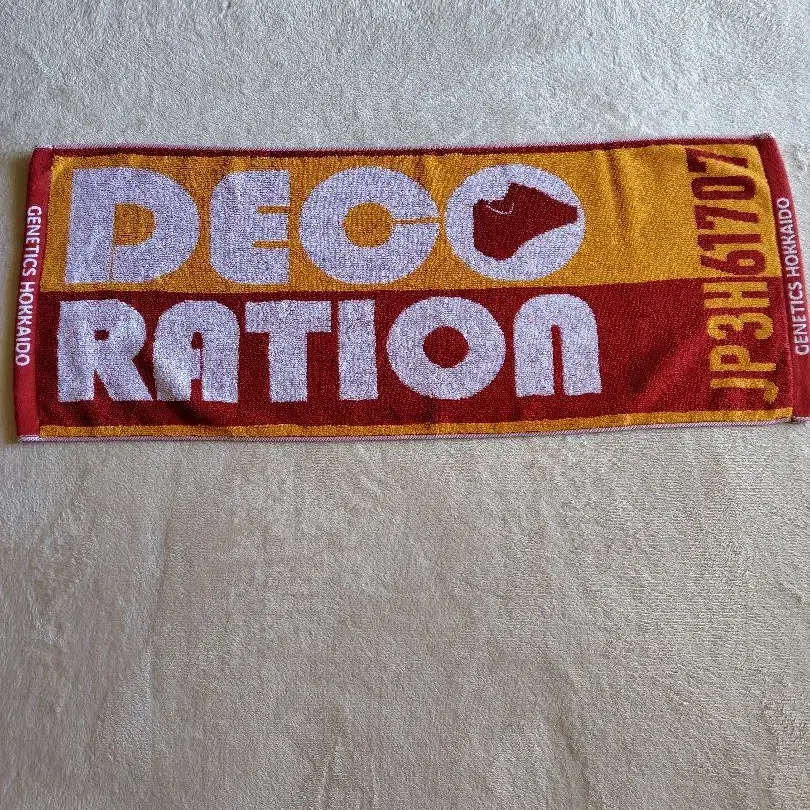 GENETICS HOKKAIDO
DECO
RATION
JP3H61707
GENETICS HOKKAIDO